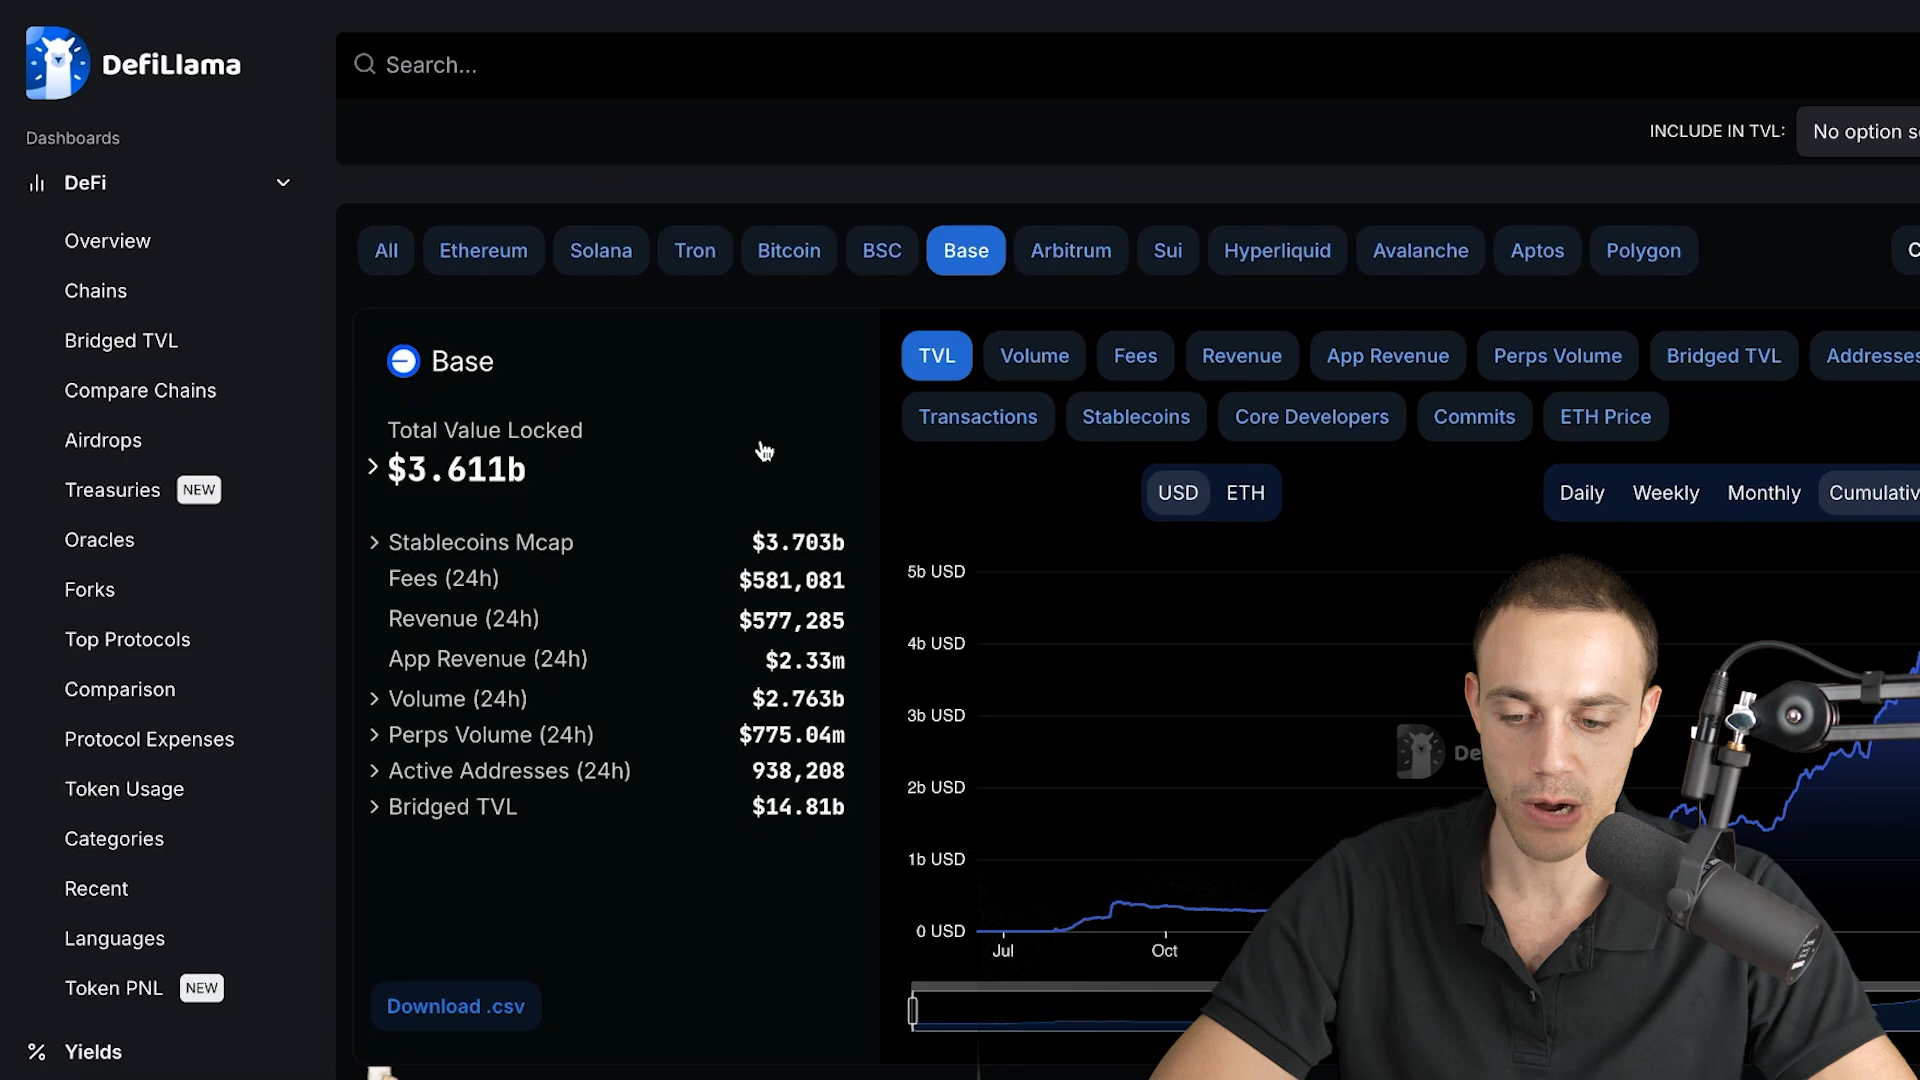 DefiLlama
Search...
Dashboards
INCLUDE IN TVL: No option s
DeFi
Overview
Chains
Bridged TVL
Compare Chains
Airdrops
Treasuries NEW
Oracles
Forks
Top Protocols
Comparison
Protocol Expenses
Token Usage
Categories
Recent
Languages
Token PNL NEW
Yields
All Ethereum Solana Tron Bitcoin BSC Base Arbitrum Sui Hyperliquid Avalanche Aptos Polygon
Base
Total Value Locked
$3.611b
Stablecoins Mcap $3.703b
Fees (24h) $581,081
Revenue (24h) $577,285
App Revenue (24h) $2.33m
Volume (24h) $2.763b
Perps Volume (24h) $775.04m
Active Addresses (24h) 938,208
Bridged TVL $14.81b
Download .csv
TVL Volume Fees Revenue App Revenue Perps Volume Bridged TVL Addresses
Transactions Stablecoins Core Developers Commits ETH Price
USD ETH
Daily Weekly Monthly Cumulativ
5b USD
4b USD
3b USD
2b USD
1b USD
0 USD
Jul Oct
De